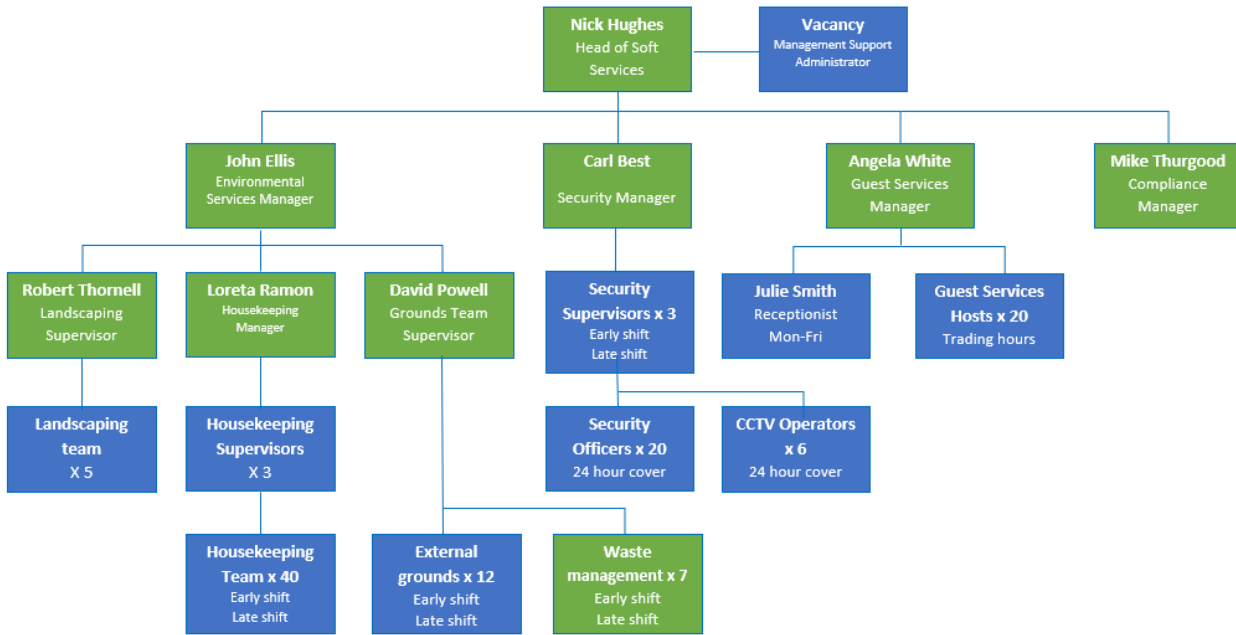 Nick Hughes
Head of Soft
Services
Vacancy
Management Support
Administrator
John Ellis
Environmental
Services Manager
Carl Best
Security Manager
Angela White
Guest Services
Manager
Mike Thurgood
Compliance
Manager
Robert Thornell
Landscaping
Supervisor
Loreta Ramon
Housekeeping
Manager
David Powell
Grounds Team
Supervisor
Security
Supervisors x 3
Early shift
Late shift
Julie Smith
Receptionist
Mon-Fri
Guest Services
Hosts x 20
Trading hours
Landscaping
team
X 5
Housekeeping
Supervisors
X 3
Security
Officers x 20
24 hour cover
CCTV Operators
x 6
24 hour cover
Housekeeping
Team x 40
Early shift
Late shift
External
grounds x 12
Early shift
Late shift
Waste
management x 7
Early shift
Late shift